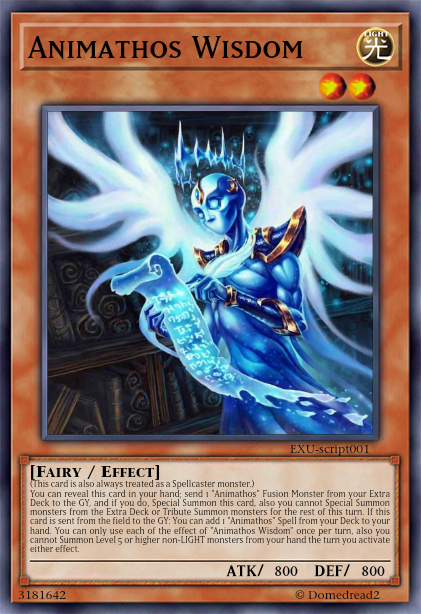 Animathos Wisdom
LIGHT
光
EXU-script001
[Fairy / Effect]
(This card is also always treated as a Spellcaster monster.)
You can reveal this card in your hand; send 1 "Animathos" Fusion Monster from your Extra
Deck to the GY, and if you do, Special Summon this card, also you cannot Special Summon
monsters from the Extra Deck or Tribute Summon monsters for the rest of this turn. If this
card is sent from the field to the GY: You can add 1 "Animathos" Spell from your Deck to your
hand. You can only use each of the effect of "Animathos Wisdom" once per turn, also you
cannot Summon Level 5 or higher non-LIGHT monsters from your hand the turn you activate
either effect.
ATK/ 800 DEF/ 800
3181642 © Domedread2